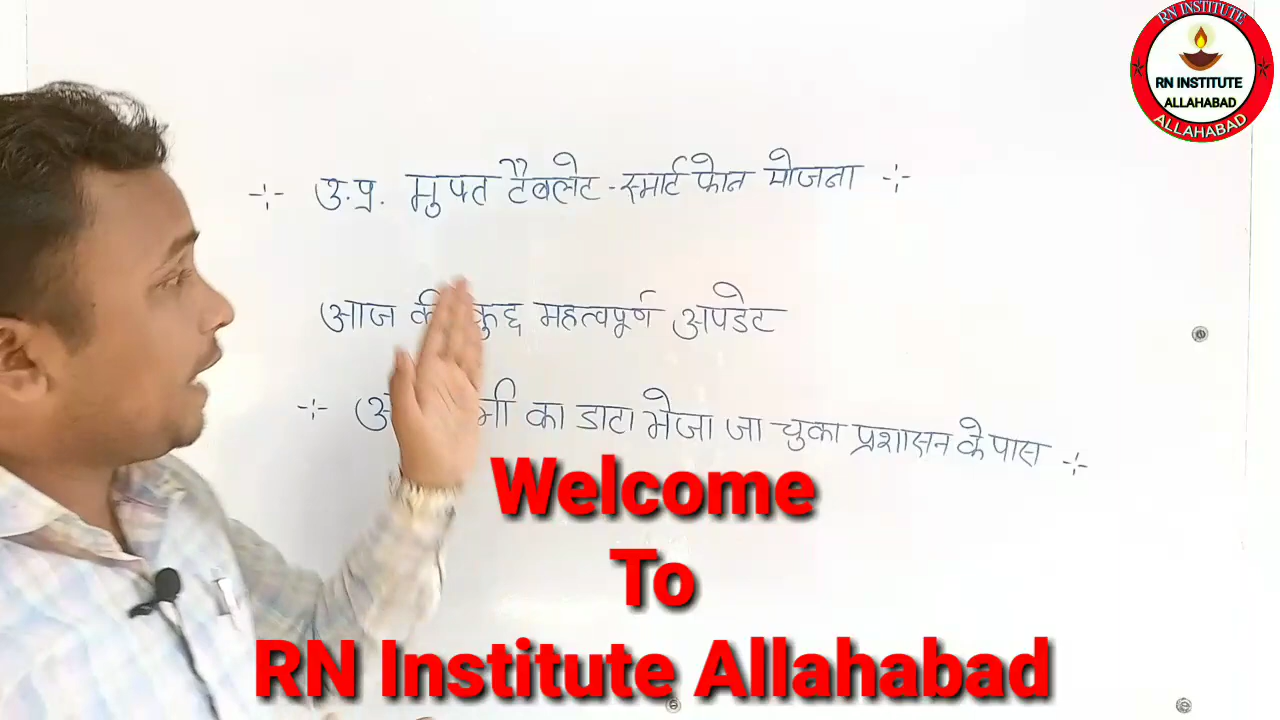 RN INSTITUTE
RN INSTITUTE
ALLAHABAD
ALLAHABAD
उ.प्र. मुफ्त टैबलेट - स्मार्ट फोन योजना
आज की कुछ महत्वपूर्ण अपडेट
का डाटा भेजा जा चुका प्रशासन के पास
Welcome
To
RN Institute Allahabad